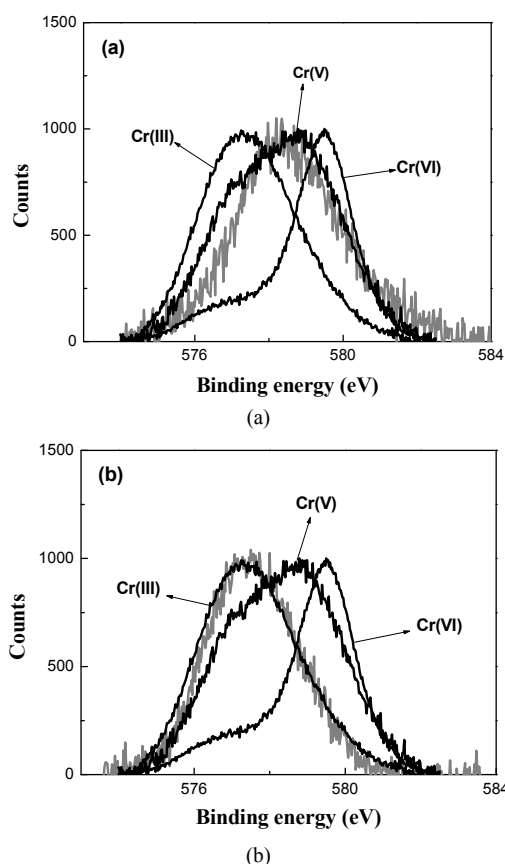 (a)
1500
1000
500
0
Counts
Cr(III)
Cr(V)
Cr(VI)
576
580
584
Binding energy (eV)
(a)
(b)
1500
1000
500
0
Counts
Cr(III)
Cr(V)
Cr(VI)
576
580
584
Binding energy (eV)
(b)